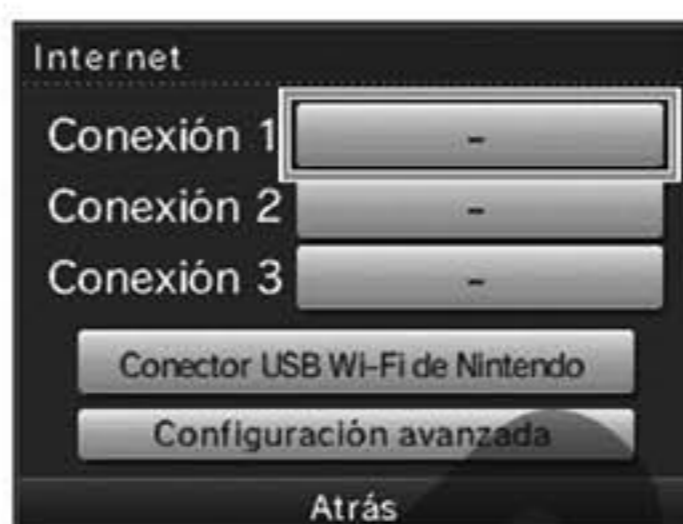 Internet
Conexión 1 -
Conexión 2 -
Conexión 3 -
Conector USB Wi-Fi de Nintendo
Configuración avanzada
Atrás